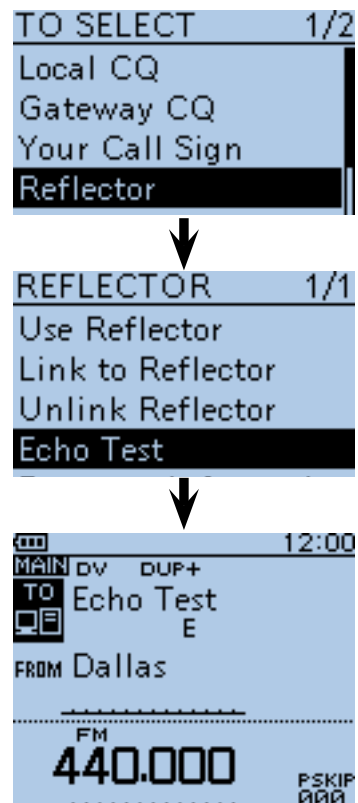 TO SELECT 1/2
Local CQ
Gateway CQ
Your Call Sign
Reflector
REFLECTOR 1/1
Use Reflector
Link to Reflector
Unlink Reflector
Echo Test
12:00
MAIN DV DUP+
TO Echo Test
E
FROM Dallas
FM
440.000 PSKIP
000